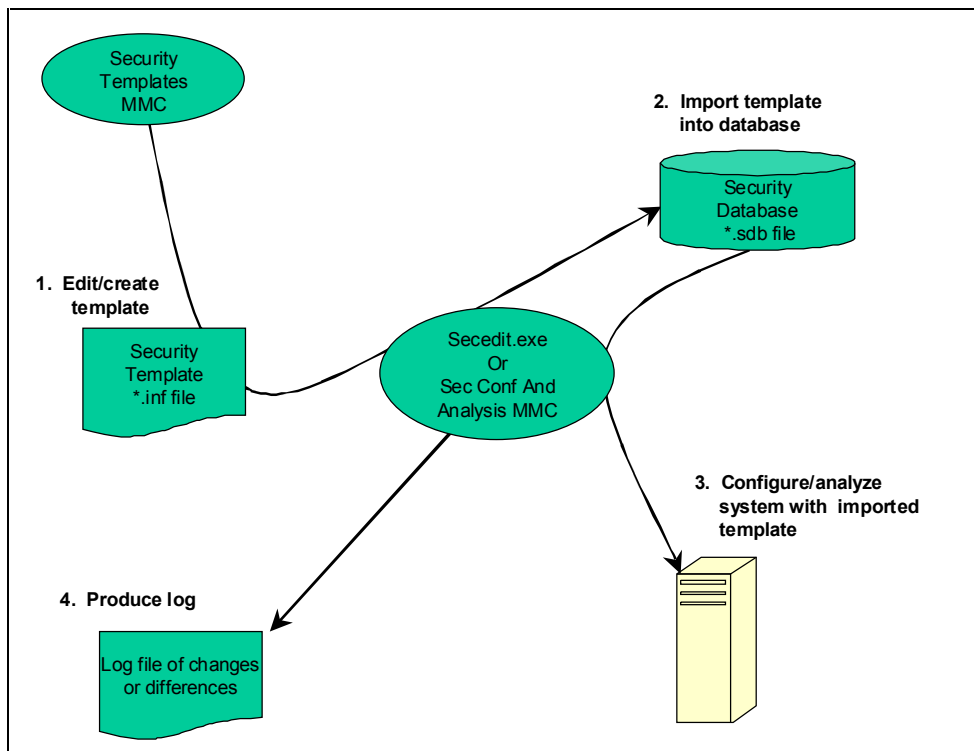 Security
Templates
MMC
2. Import template
into database
Security
Database
*.sdb file
1. Edit/create
template
Security
Template
*.inf file
Secedit.exe
Or
Sec Conf And
Analysis MMC
3. Configure/analyze
system with imported
template
4. Produce log
Log file of changes
or differences